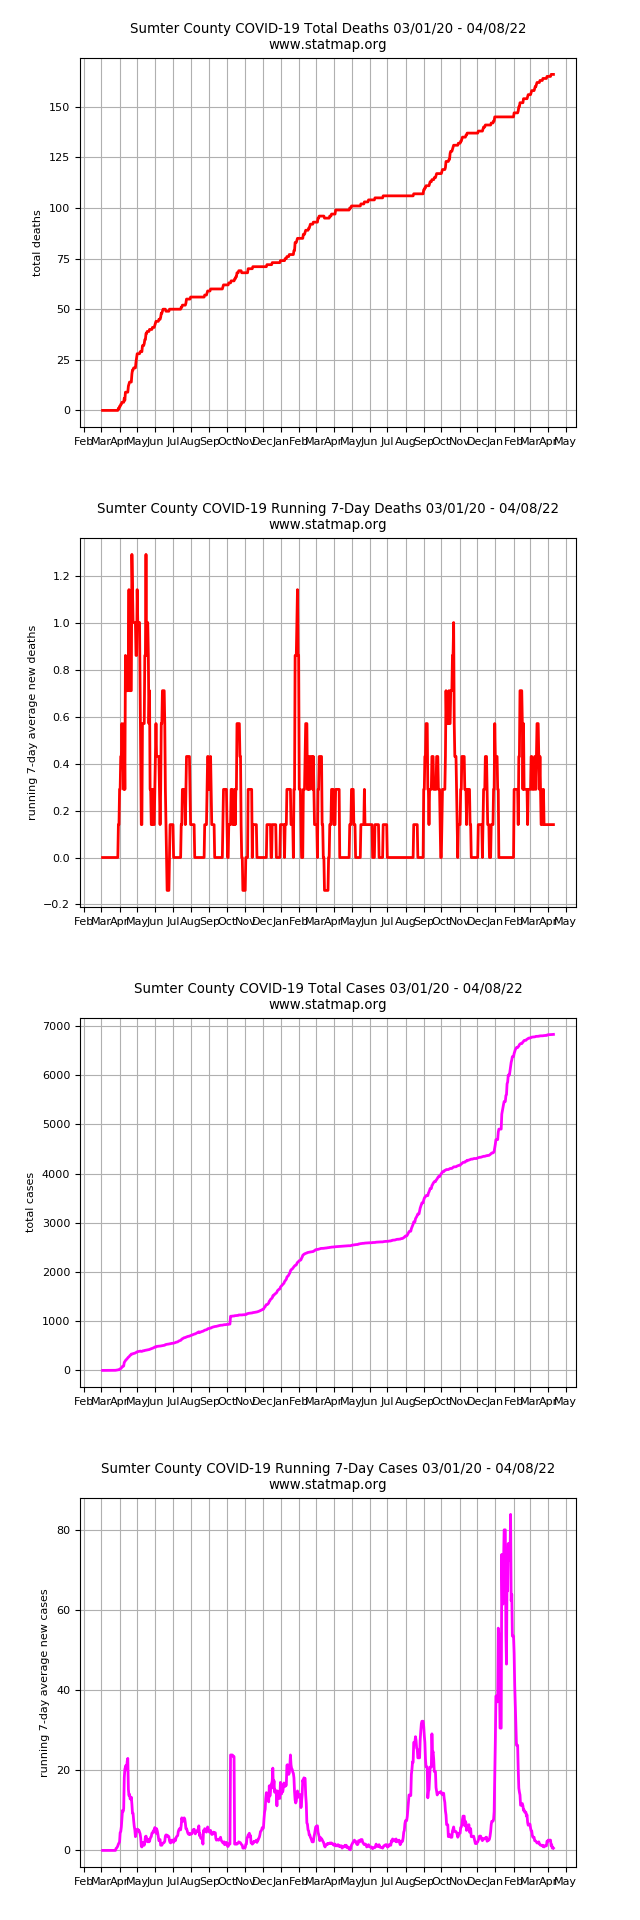 Sumter County COVID-19 Total Deaths 03/01/20 - 04/08/22
www.statmap.org
150
125
100
75
50
25
0
total deaths
Feb Mar Apr May Jun Jul Aug Sep Oct Nov Dec Jan Feb Mar Apr May Jun Jul Aug Sep Oct Nov Dec Jan Feb Mar Apr May
Sumter County COVID-19 Running 7-Day Deaths 03/01/20 - 04/08/22
www.statmap.org
1.2
1.0
0.8
0.6
0.4
0.2
0.0
−0.2
running 7-day average new deaths
Feb Mar Apr May Jun Jul Aug Sep Oct Nov Dec Jan Feb Mar Apr May Jun Jul Aug Sep Oct Nov Dec Jan Feb Mar Apr May
Sumter County COVID-19 Total Cases 03/01/20 - 04/08/22
www.statmap.org
7000
6000
5000
4000
3000
2000
1000
0
total cases
Feb Mar Apr May Jun Jul Aug Sep Oct Nov Dec Jan Feb Mar Apr May Jun Jul Aug Sep Oct Nov Dec Jan Feb Mar Apr May
Sumter County COVID-19 Running 7-Day Cases 03/01/20 - 04/08/22
www.statmap.org
80
60
40
20
0
running 7-day average new cases
Feb Mar Apr May Jun Jul Aug Sep Oct Nov Dec Jan Feb Mar Apr May Jun Jul Aug Sep Oct Nov Dec Jan Feb Mar Apr May